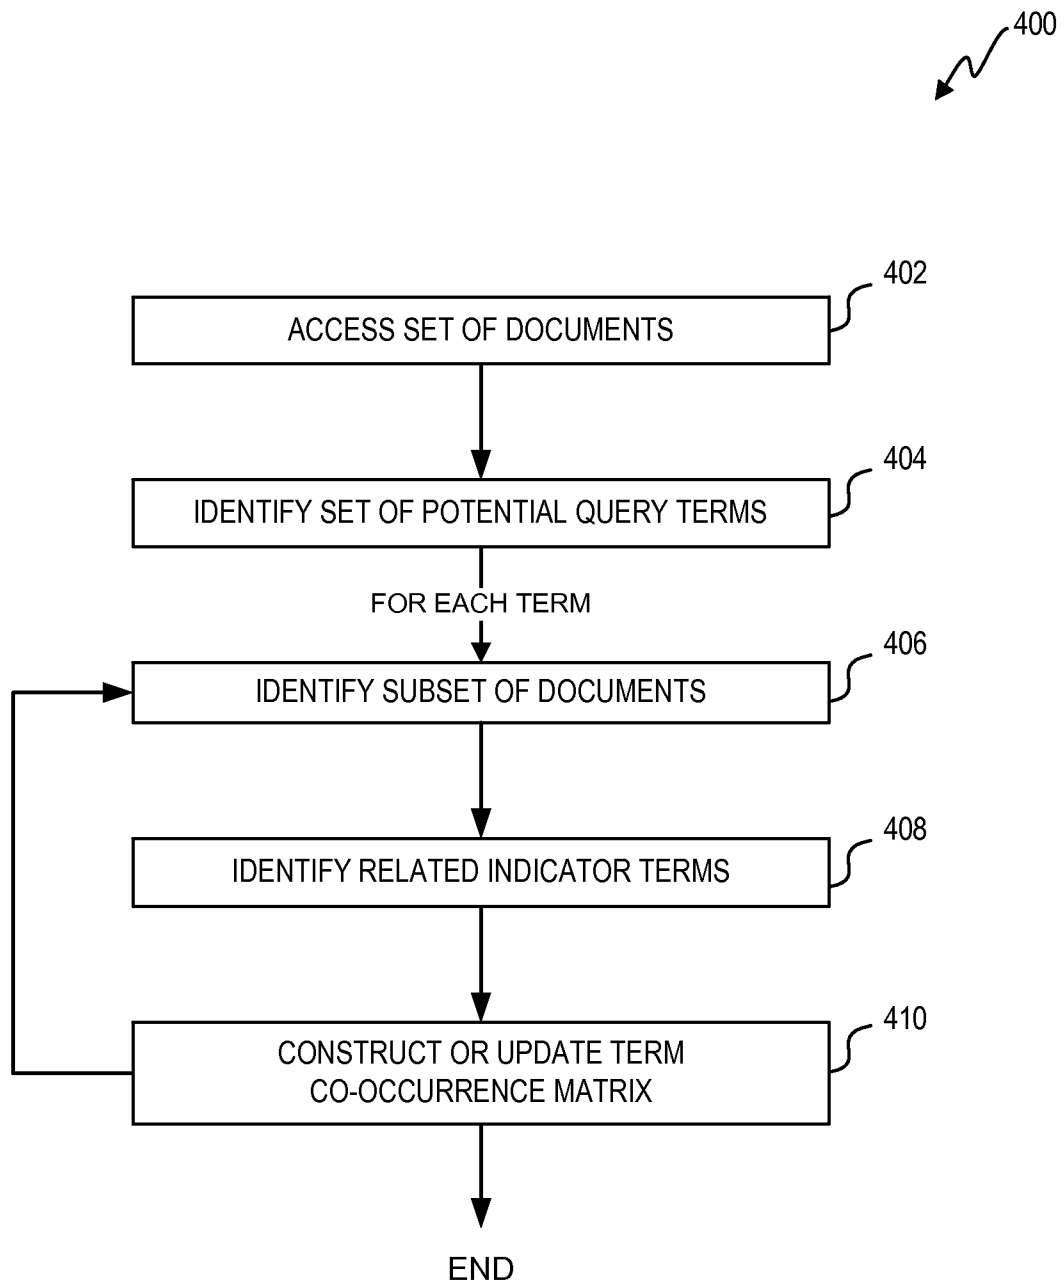 400
402
ACCESS SET OF DOCUMENTS
404
IDENTIFY SET OF POTENTIAL QUERY TERMS
FOR EACH TERM
406
IDENTIFY SUBSET OF DOCUMENTS
408
IDENTIFY RELATED INDICATOR TERMS
410
CONSTRUCT OR UPDATE TERM
CO-OCCURRENCE MATRIX
END